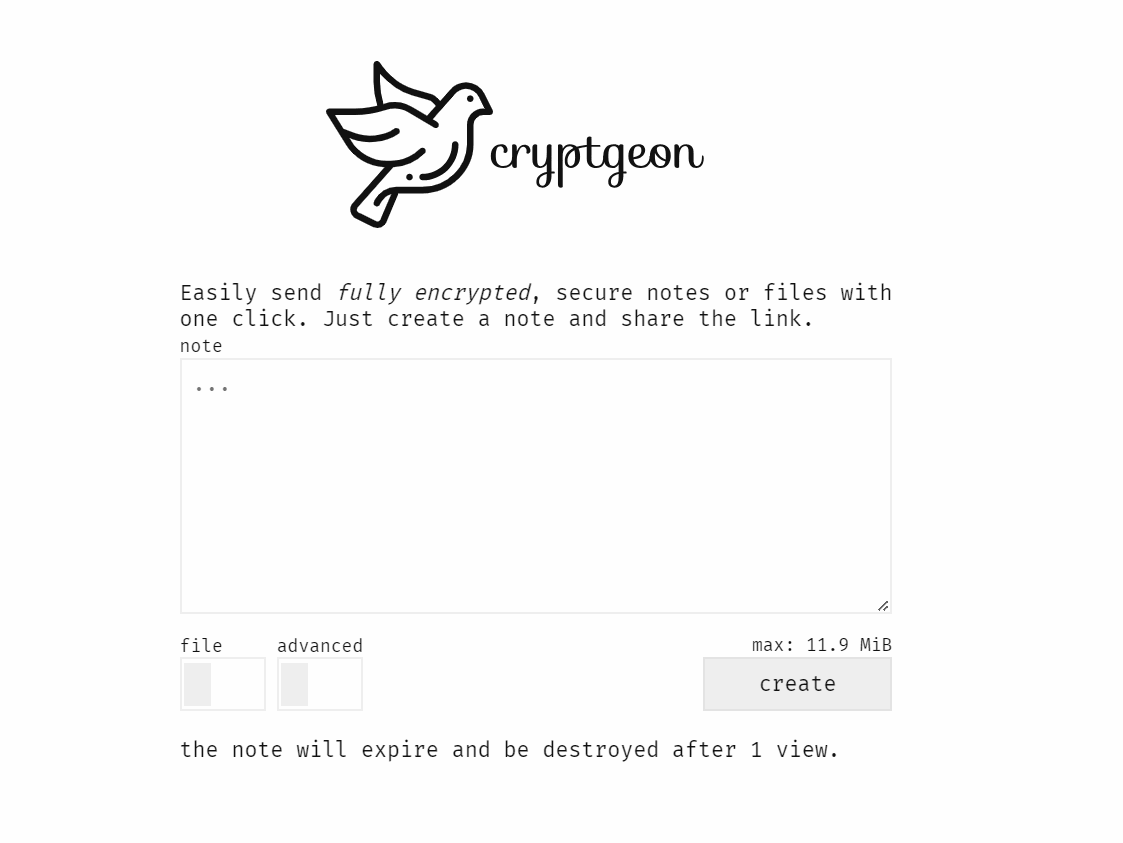 cryptgeon
Easily send fully encrypted, secure notes or files with
one click. Just create a note and share the link.
note
...
file advanced max: 11.9 MiB
create
the note will expire and be destroyed after 1 view.